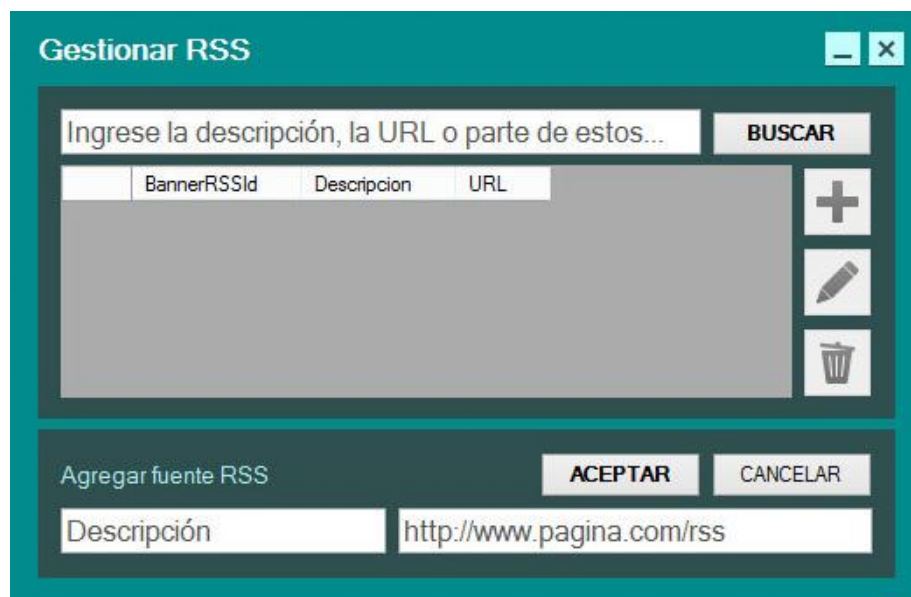 Gestionar RSS
Ingrese la descripción, la URL o parte de estos... BUSCAR
BannerRSSId Descripcion URL
Agregar fuente RSS ACEPTAR CANCELAR
Descripción http://www.pagina.com/rss